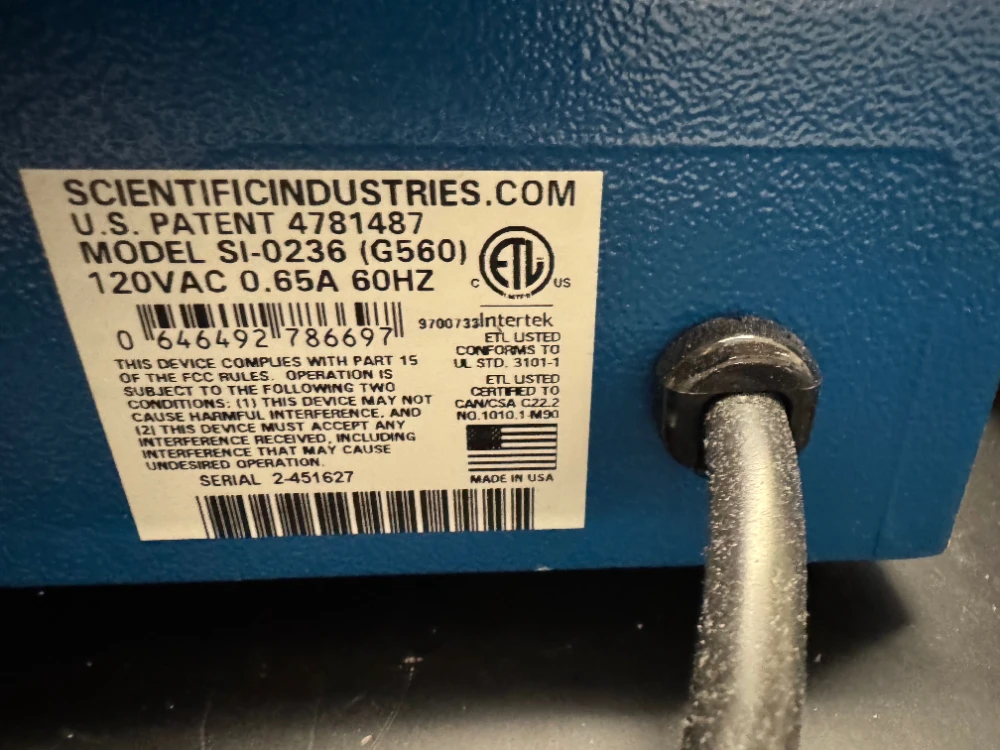 SCIENTIFICINDUSTRIES.COM
U.S. PATENT 4781487
MODEL SI-0236 (G560)
120VAC 0.65A 60HZ
ETL
C US
0 646492 786697
9700733
Intertek
ETL LISTED
CONFORMS TO
UL STD. 3101-1
ETL LISTED
CERTIFIED TO
CAN/CSA C22.2
NO.1010.1-M90
THIS DEVICE COMPLIES WITH PART 15
OF THE FCC RULES. OPERATION IS
SUBJECT TO THE FOLLOWING TWO
CONDITIONS: (1) THIS DEVICE MAY NOT
CAUSE HARMFUL INTERFERENCE, AND
(2) THIS DEVICE MUST ACCEPT ANY
INTERFERENCE RECEIVED, INCLUDING
INTERFERENCE THAT MAY CAUSE
UNDESIRED OPERATION.
SERIAL 2-451627
MADE IN USA